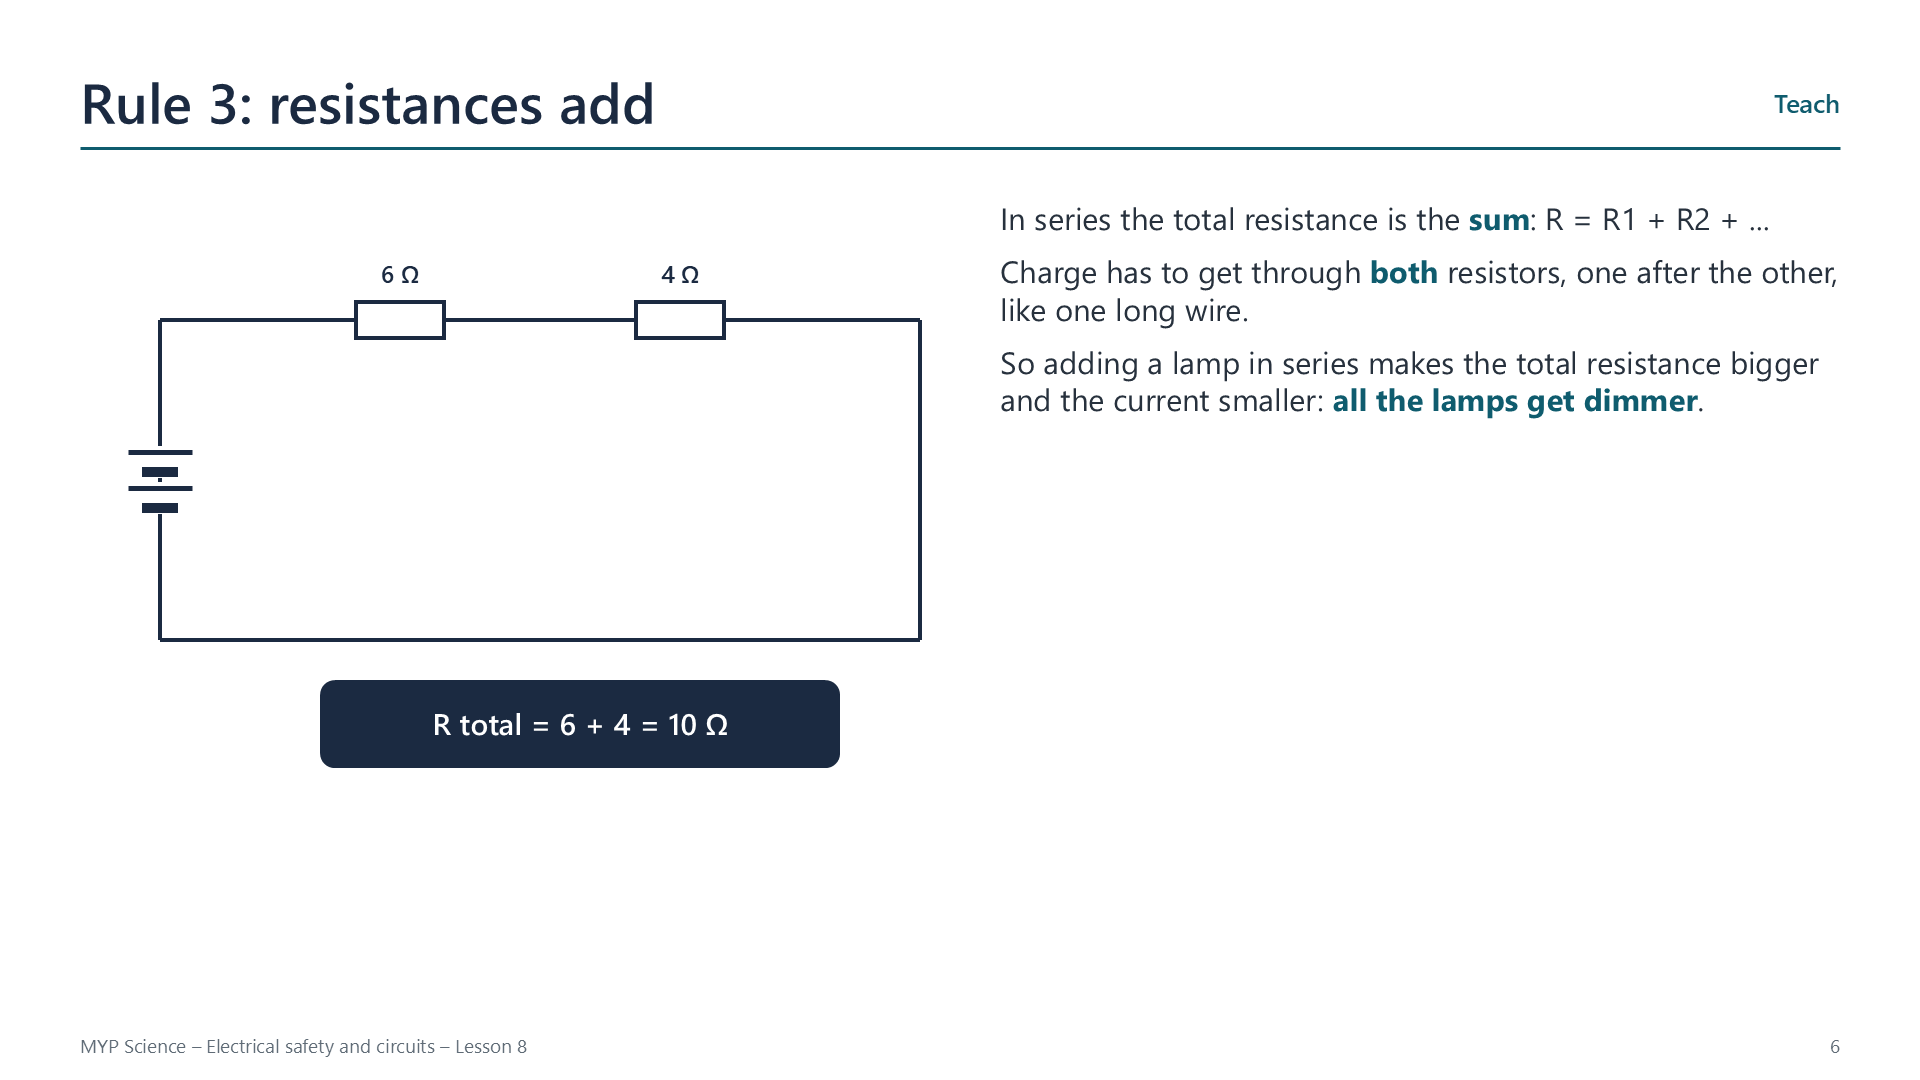 Rule 3: resistances add
Teach
6 Ω
4 Ω
R total = 6 + 4 = 10 Ω
In series the total resistance is the sum: R = R1 + R2 + ...
Charge has to get through both resistors, one after the other,
like one long wire.
So adding a lamp in series makes the total resistance bigger
and the current smaller: all the lamps get dimmer.
MYP Science – Electrical safety and circuits – Lesson 8
6